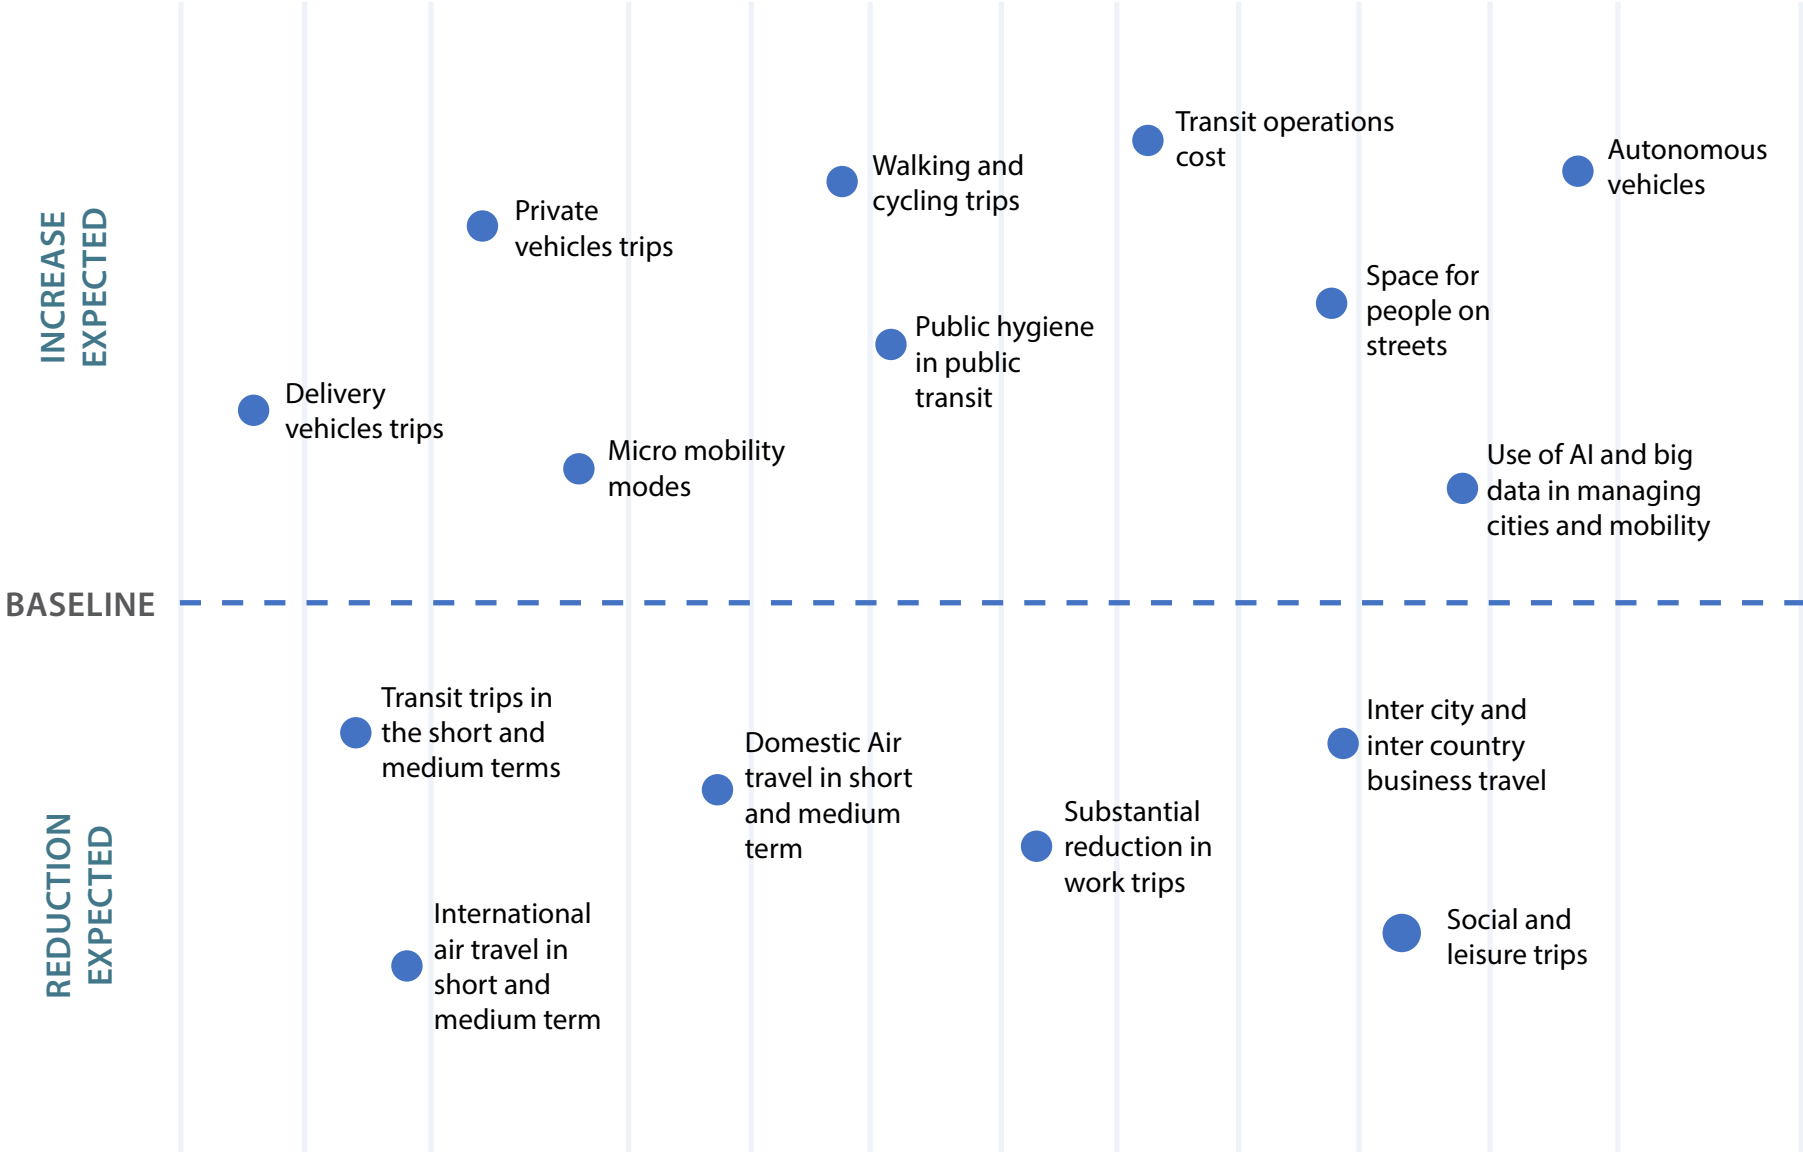 INCREASE
EXPECTED
Transit operations
cost
Autonomous
vehicles
Walking and
cycling trips
Private
vehicles trips
Space for
people on
streets
Public hygiene
in public
transit
Delivery
vehicles trips
Micro mobility
modes
Use of AI and big
data in managing
cities and mobility
BASELINE
REDUCTION
EXPECTED
Transit trips in
the short and
medium terms
Inter city and
inter country
business travel
Domestic Air
travel in short
and medium
term
Substantial
reduction in
work trips
International
air travel in
short and
medium term
Social and
leisure trips